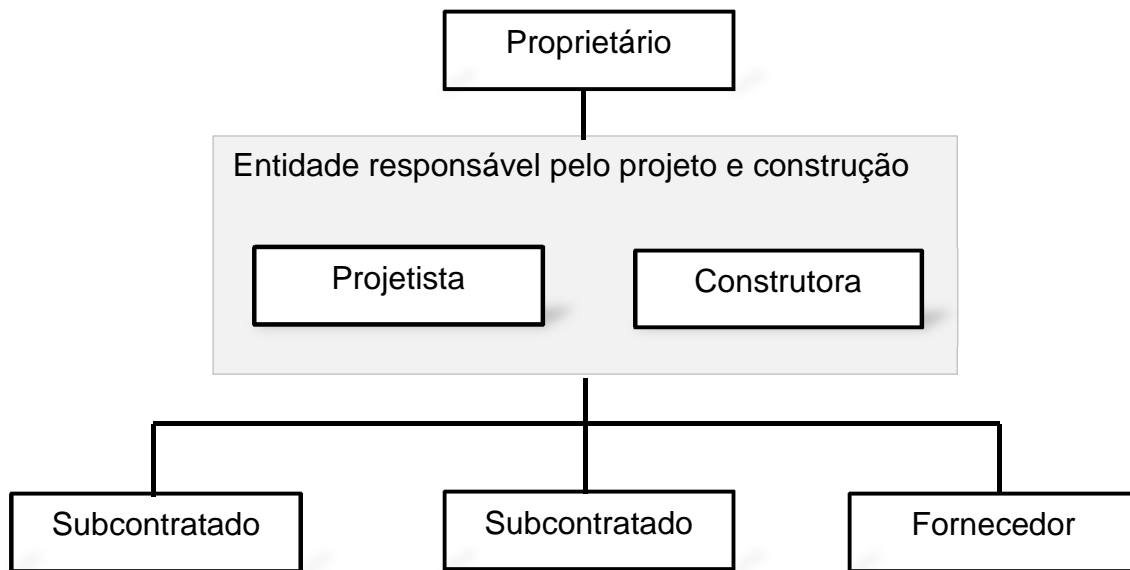 Proprietário
Entidade responsável pelo projeto e construção
Projetista
Construtora
Subcontratado
Subcontratado
Fornecedor